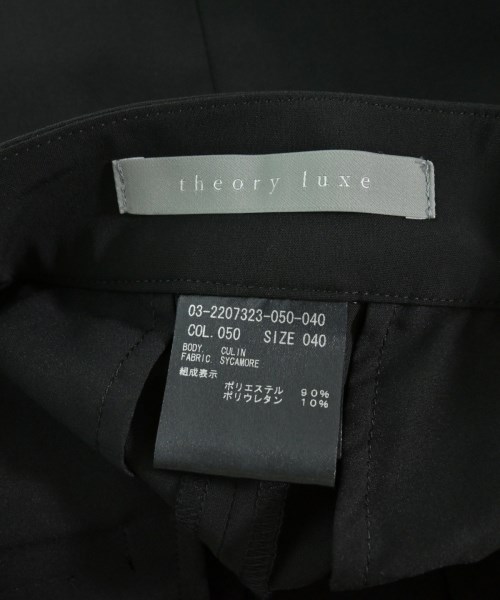 theory luxe
03-2207323-050-040
COL.050 SIZE 040
BODY. CULIN
FABRIC. SYCAMORE
組成表示
ポリエステル 90%
ポリウレタン 10%